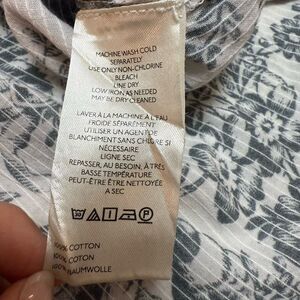 MACHINE WASH COLD
SEPARATELY
USE ONLY NON-CHLORINE
BLEACH
LINE DRY
LOW IRON AS NEEDED
MAY BE DRY CLEANED
LAVER À LA MACHINE À L'EAU
FROIDE SÉPARÉMENT
UTILISER UN AGENT DE
BLANCHIMENT SANS CHLORE SI
NÉCESSAIRE
LIGNE SEC
REPASSER, AU BESOIN, À TRÈS
BASSE TEMPÉRATURE
PEUT-ÊTRE ÊTRE NETTOYÉE
A SEC
P
100% COTTON
100% COTON
BAUMWOLLE